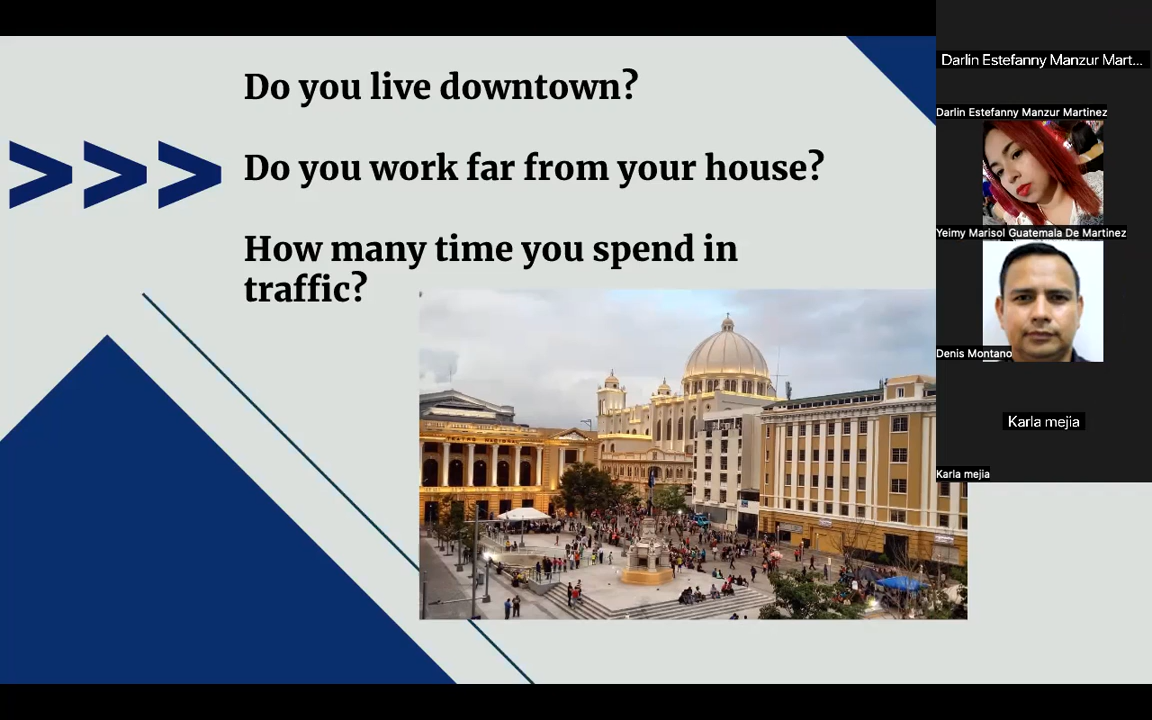 Do you live downtown?
>>>
Do you work far from your house?
How many time you spend in
traffic?
Darlin Estefanny Manzur Mart...
Darlin Estefanny Manzur Martinez
Yeimy Marisol Guatemala De Martinez
Denis Montano
Karla mejia
Karla mejia